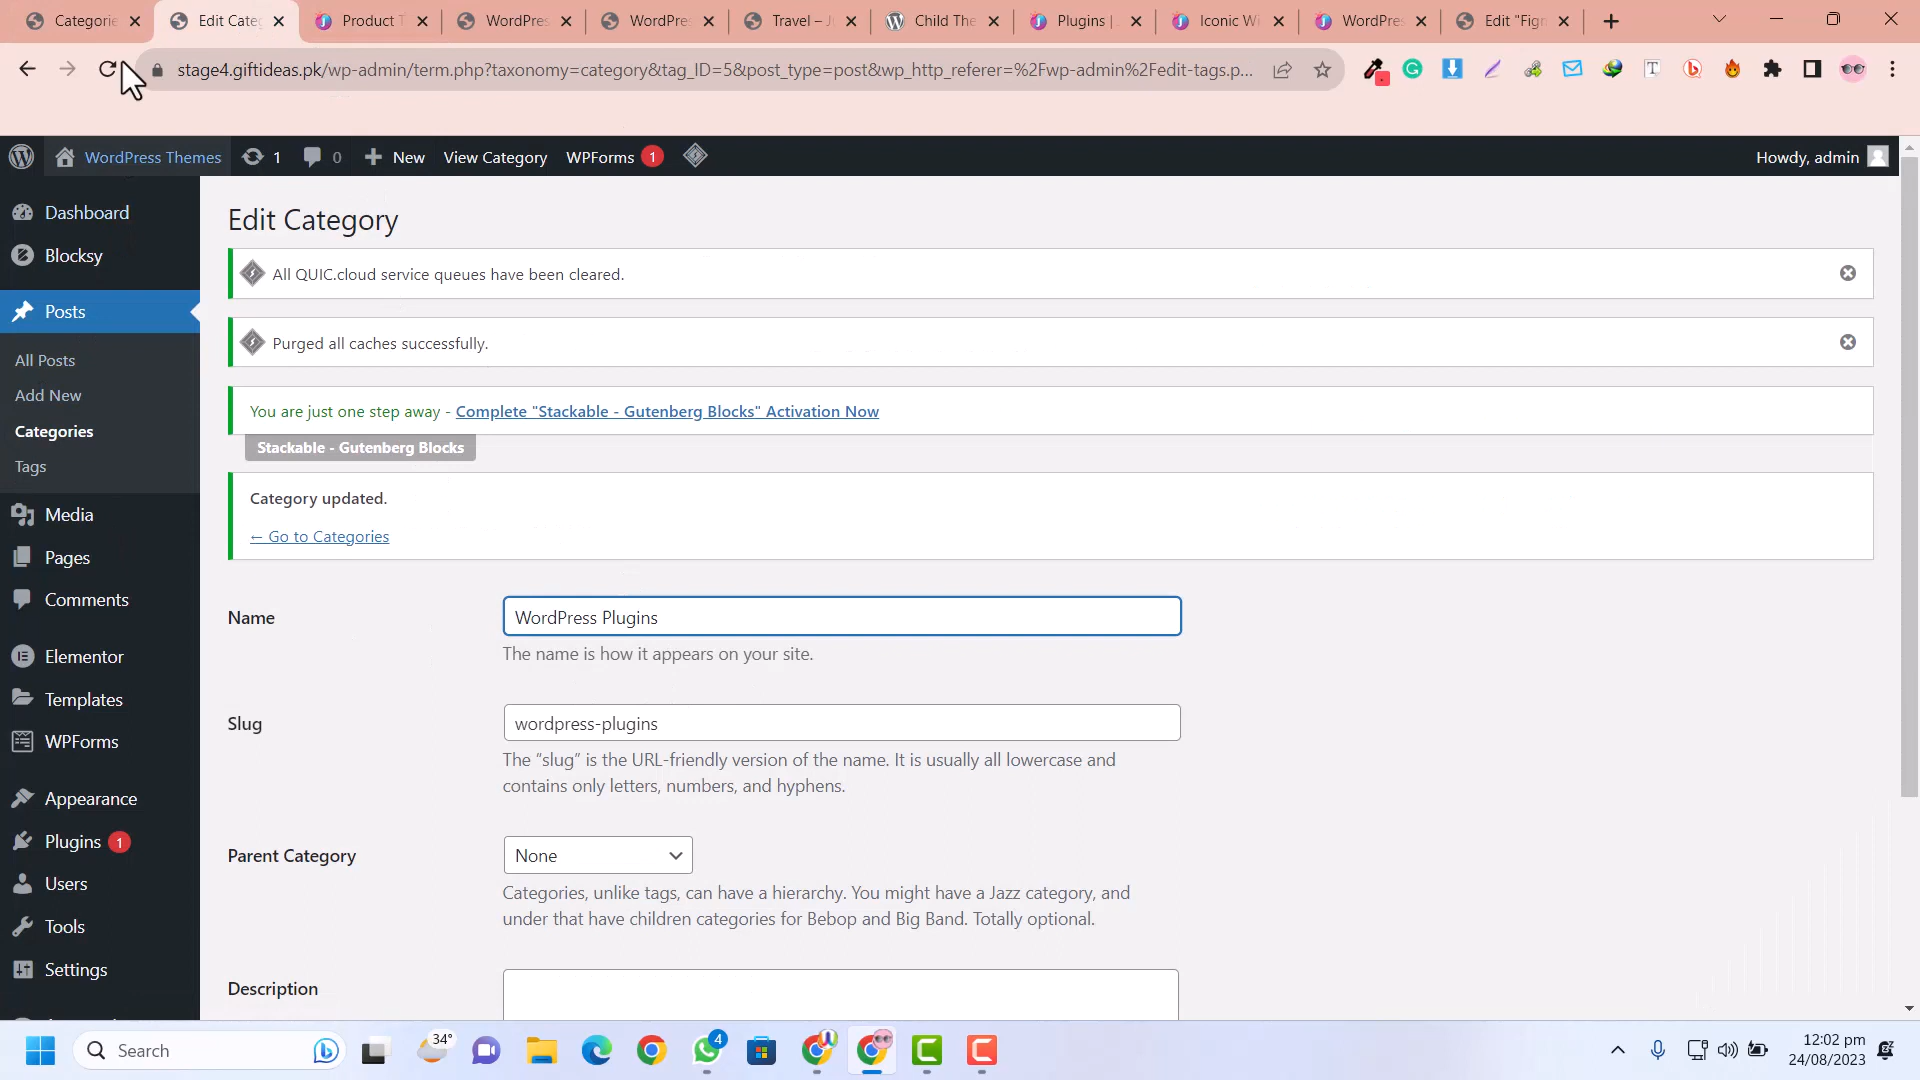 Categorie
Edit Categ
Product T
WordPres
WordPres
Travel – J
Child The
Plugins |
Iconic Wi
WordPres
Edit "Figm
stage4.giftideas.pk/wp-admin/term.php?taxonomy=category&tag_ID=5&post_type=post&wp_http_referer=%2Fwp-admin%2Fedit-tags.p...
WordPress Themes 1 0 New View Category WPForms 1
Howdy, admin
Dashboard
Blocksy
Posts
All Posts
Add New
Categories
Tags
Media
Pages
Comments
Elementor
Templates
WPForms
Appearance
Plugins 1
Users
Tools
Settings
Edit Category
All QUIC.cloud service queues have been cleared.
Purged all caches successfully.
You are just one step away - Complete "Stackable - Gutenberg Blocks" Activation Now
Stackable - Gutenberg Blocks
Category updated.
← Go to Categories
Name
WordPress Plugins
The name is how it appears on your site.
Slug
wordpress-plugins
The “slug” is the URL-friendly version of the name. It is usually all lowercase and
contains only letters, numbers, and hyphens.
Parent Category
None
Categories, unlike tags, can have a hierarchy. You might have a Jazz category, and
under that have children categories for Bebop and Big Band. Totally optional.
Description
Search
34°
4
12:02 pm
24/08/2023